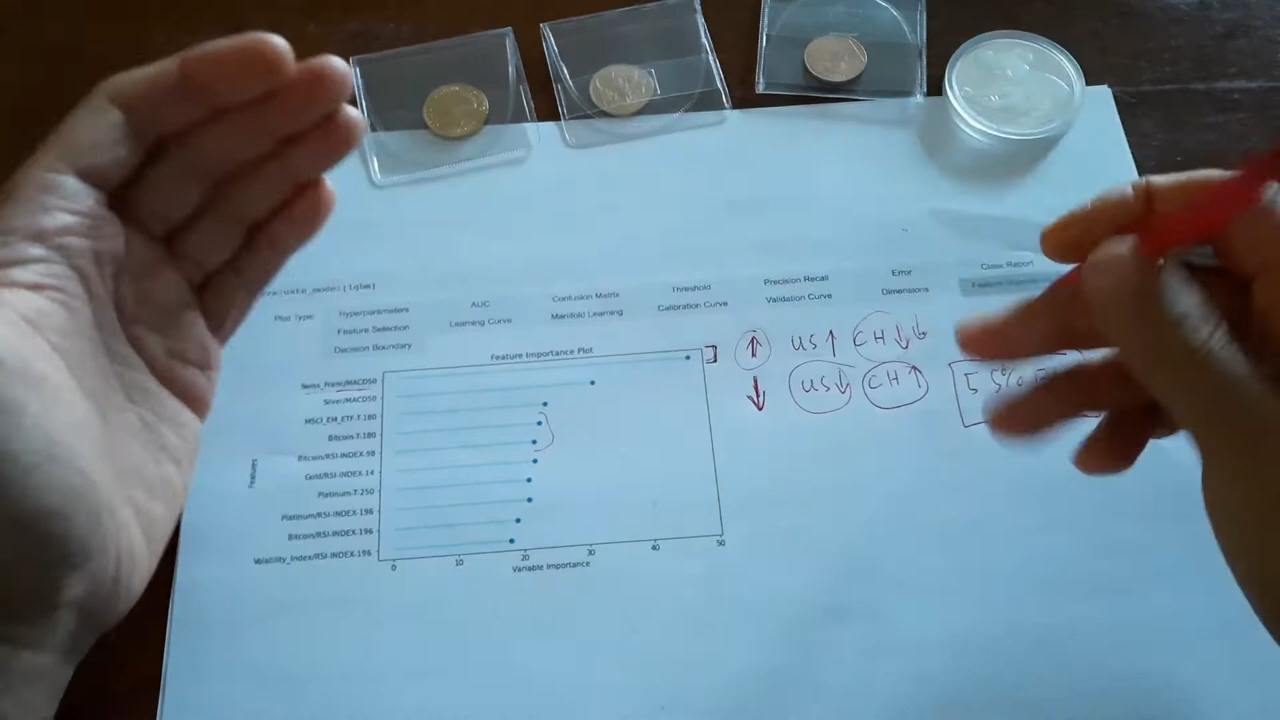 Plot Type:
Hyperparameters
AUC
Confusion Matrix
Threshold
Precision Recall
Error
Class Report
Feature Selection
Learning Curve
Manifold Learning
Calibration Curve
Validation Curve
Dimensions
Feature
Decision Boundary
Feature Importance Plot
Swiss_Franc/MACD50
Silver/MACD50
MSCI_EM_ETF-T-180
Bitcoin-T-180
Bitcoin/RSI-INDEX-98
Gold/RSI-INDEX-14
Platinum-T-250
Platinum/RSI-INDEX-196
Bitcoin/RSI-INDEX-196
Volatility_Index/RSI-INDEX-196
Features
0 10 20 30 40 50
Variable Importance
↑ US↑ CH↓↓
↓ US↓ CH↑
55%